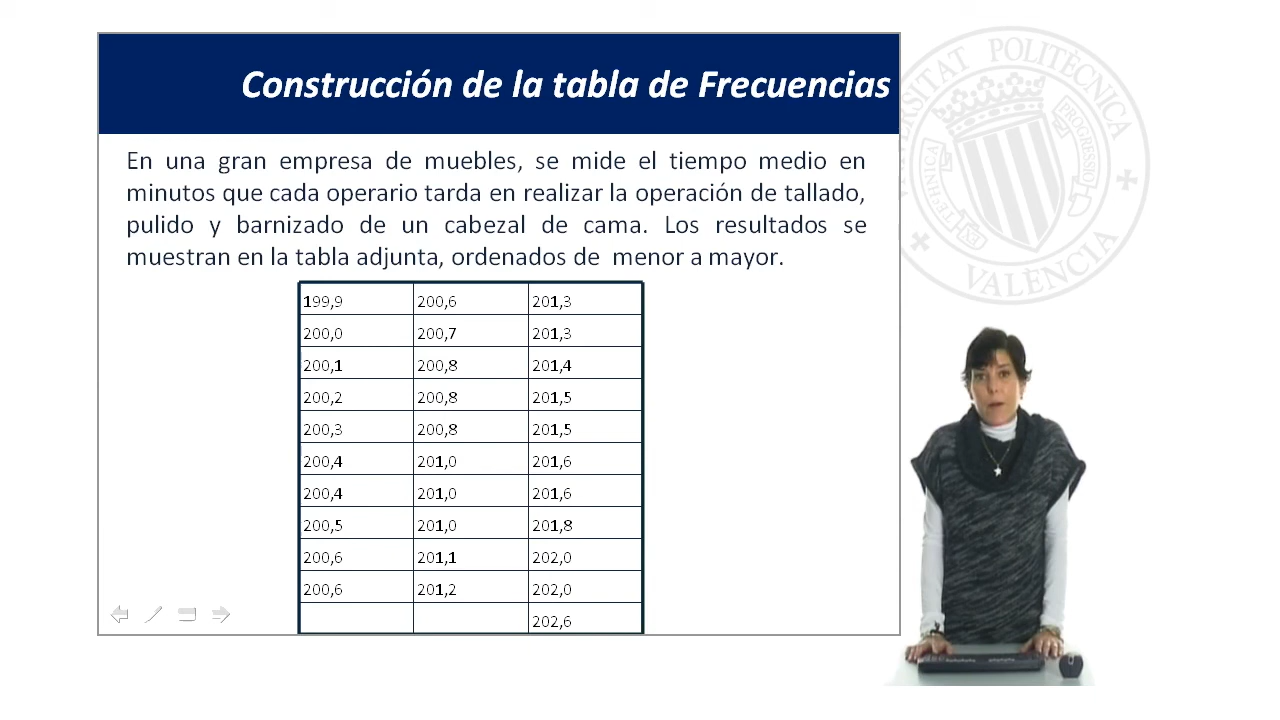 Construcción de la tabla de Frecuencias
En una gran empresa de muebles, se mide el tiempo medio en
minutos que cada operario tarda en realizar la operación de tallado,
pulido y barnizado de un cabezal de cama. Los resultados se
muestran en la tabla adjunta, ordenados de menor a mayor.
199,9 200,6 201,3
200,0 200,7 201,3
200,1 200,8 201,4
200,2 200,8 201,5
200,3 200,8 201,5
200,4 201,0 201,6
200,4 201,0 201,6
200,5 201,0 201,8
200,6 201,1 202,0
200,6 201,2 202,0
202,6
POLITÈCNICA
VALÈNCIA
TECHNICA
PROGRESSIO
EX